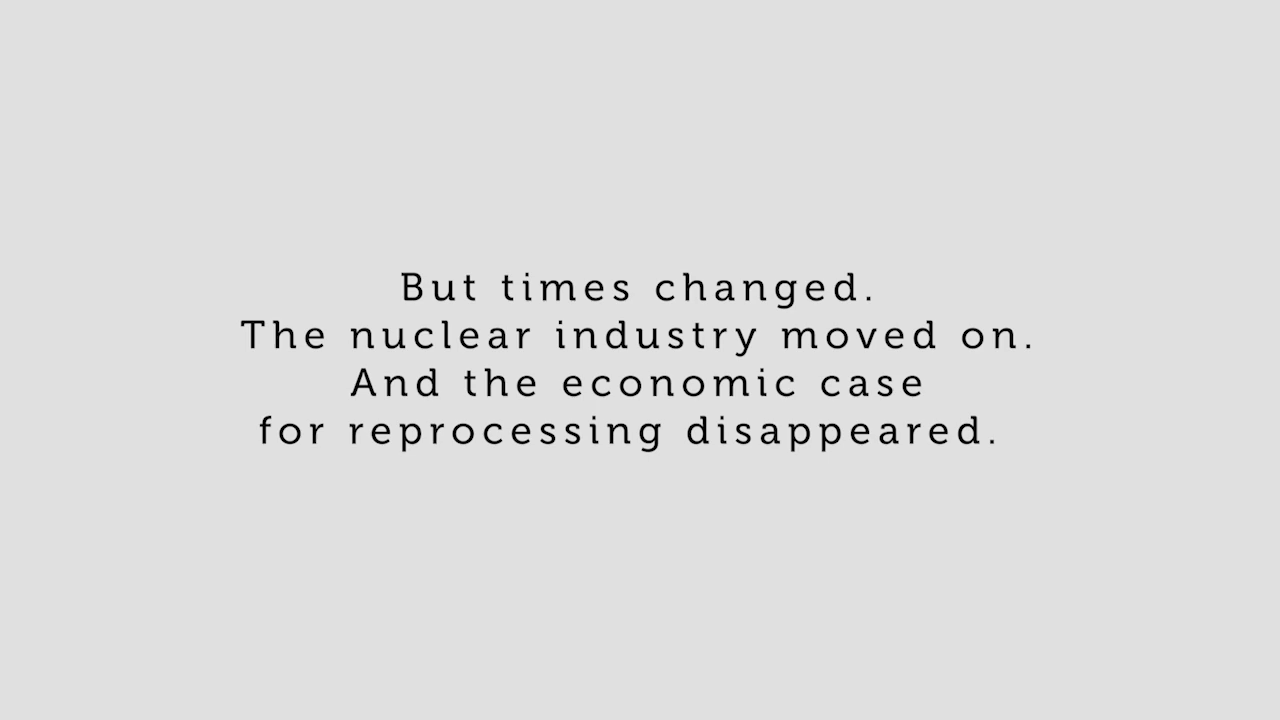 But times changed.
The nuclear industry moved on.
And the economic case
for reprocessing disappeared.